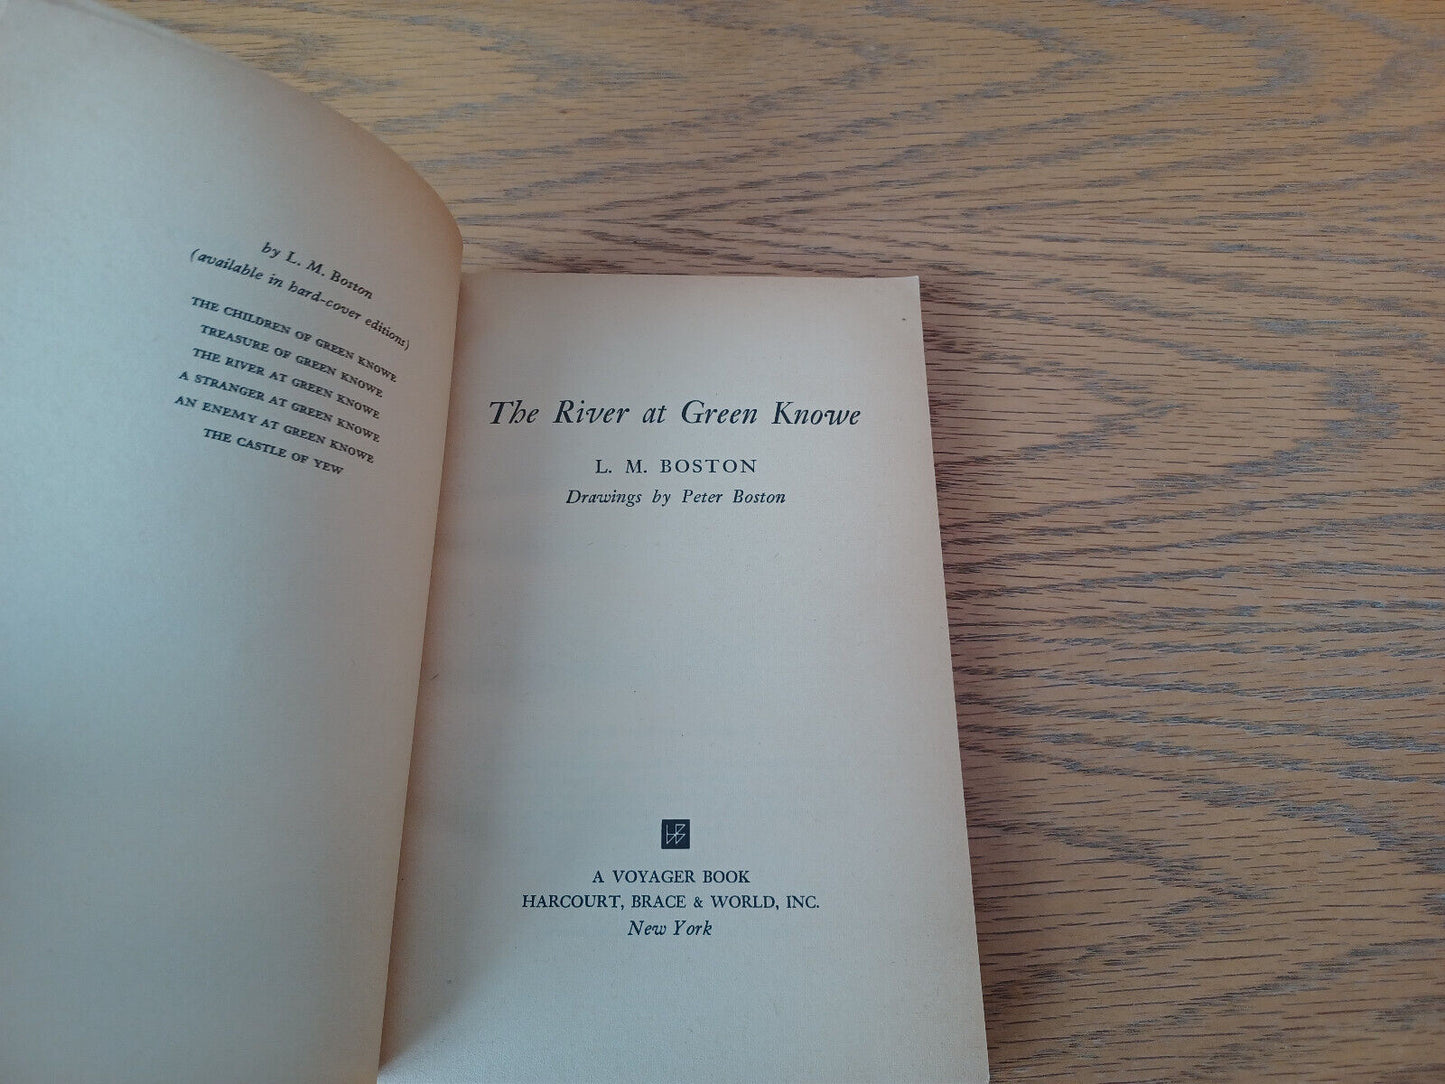 by L. M. Boston
(available in hard-cover editions)
THE CHILDREN OF GREEN KNOWE
TREASURE OF GREEN KNOWE
THE RIVER AT GREEN KNOWE
A STRANGER AT GREEN KNOWE
AN ENEMY AT GREEN KNOWE
THE CASTLE OF YEW
The River at Green Knowe
L. M. BOSTON
Drawings by Peter Boston
A VOYAGER BOOK
HARCOURT, BRACE & WORLD, INC.
New York